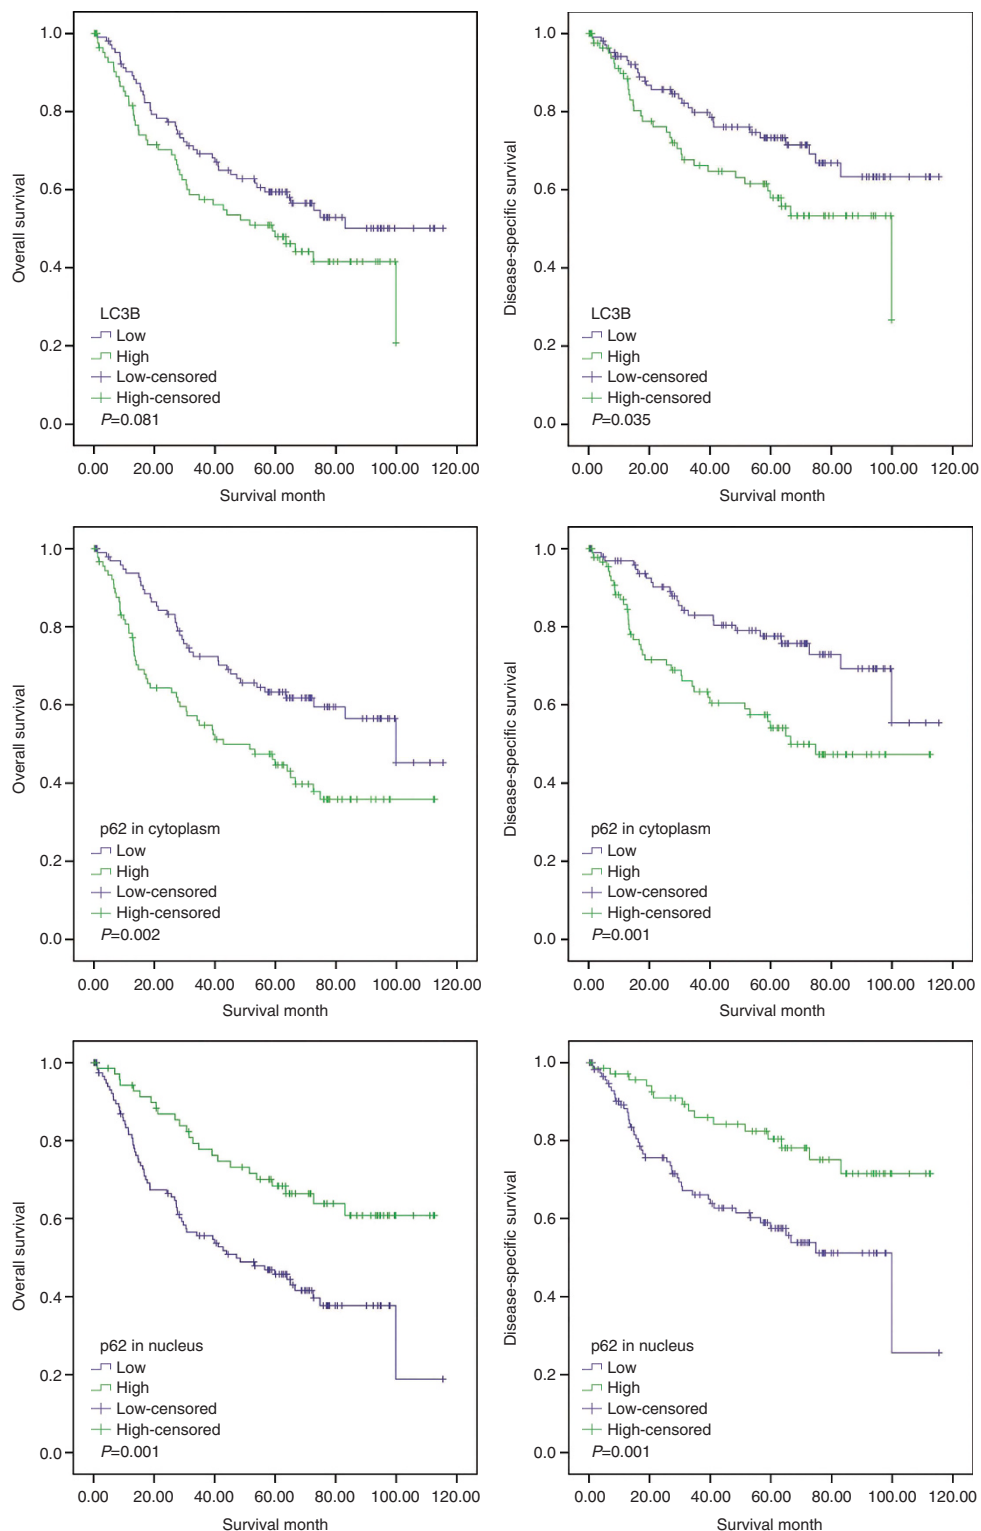 1.0
0.8
0.6
0.4
0.2
0.0
Overall survival
LC3B
Low
High
Low-censored
High-censored
P=0.081
0.00 20.00 40.00 60.00 80.00 100.00 120.00
Survival month
1.0
0.8
0.6
0.4
0.2
0.0
Disease-specific survival
LC3B
Low
High
Low-censored
High-censored
P=0.035
0.00 20.00 40.00 60.00 80.00 100.00 120.00
Survival month
1.0
0.8
0.6
0.4
0.2
0.0
Overall survival
p62 in cytoplasm
Low
High
Low-censored
High-censored
P=0.002
0.00 20.00 40.00 60.00 80.00 100.00 120.00
Survival month
1.0
0.8
0.6
0.4
0.2
0.0
Disease-specific survival
p62 in cytoplasm
Low
High
Low-censored
High-censored
P=0.001
0.00 20.00 40.00 60.00 80.00 100.00 120.00
Survival month
1.0
0.8
0.6
0.4
0.2
0.0
Overall survival
p62 in nucleus
Low
High
Low-censored
High-censored
P=0.001
0.00 20.00 40.00 60.00 80.00 100.00 120.00
Survival month
1.0
0.8
0.6
0.4
0.2
0.0
Disease-specific survival
p62 in nucleus
Low
High
Low-censored
High-censored
P=0.001
0.00 20.00 40.00 60.00 80.00 100.00 120.00
Survival month